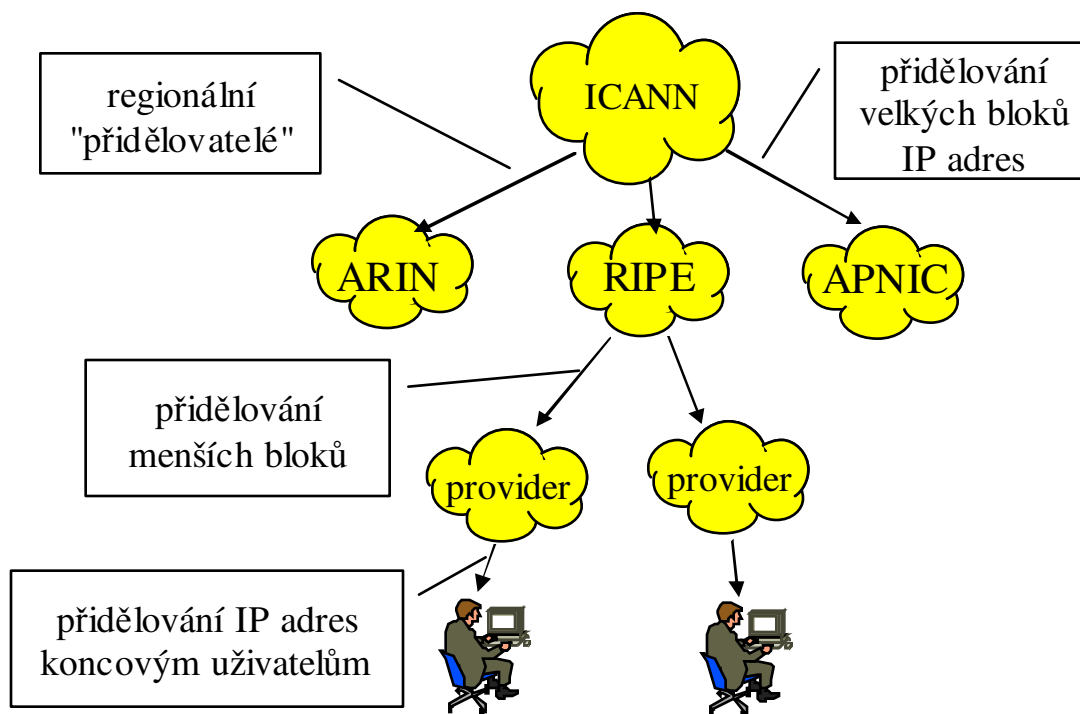 regionální
"přidělovatelé"
ICANN
přidělování
velkých bloků
IP adres
ARIN
RIPE
APNIC
přidělování
menších bloků
provider
provider
přidělování IP adres
koncovým uživatelům